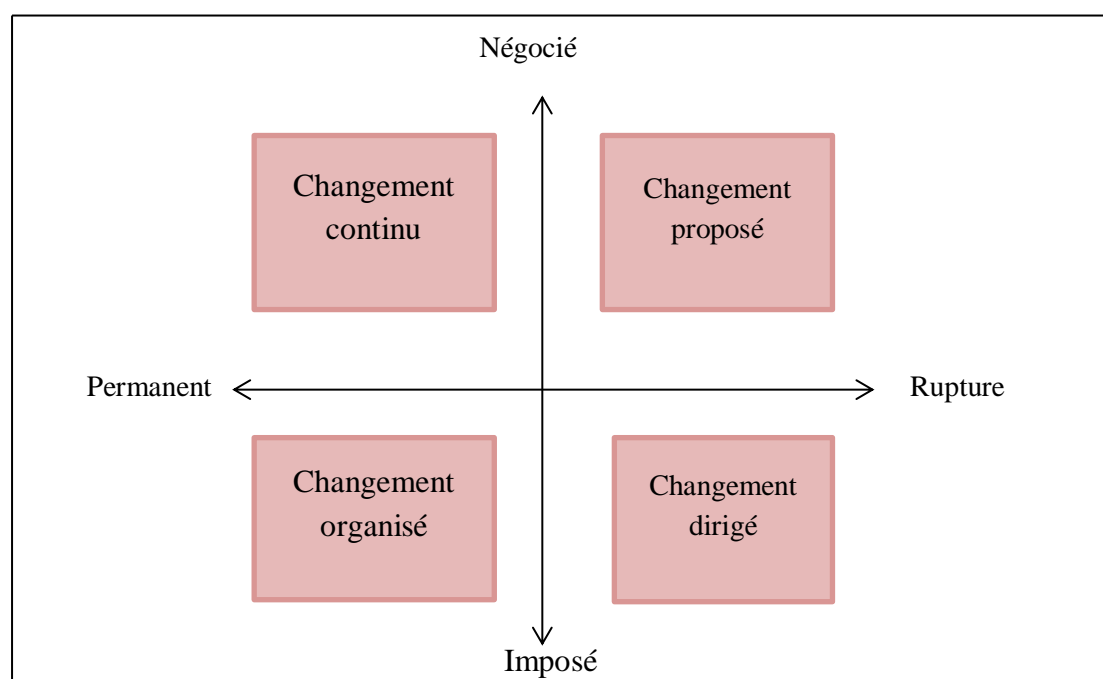 Négocié
Changement
continu
Changement
proposé
Permanent
Rupture
Changement
organisé
Changement
dirigé
Imposé